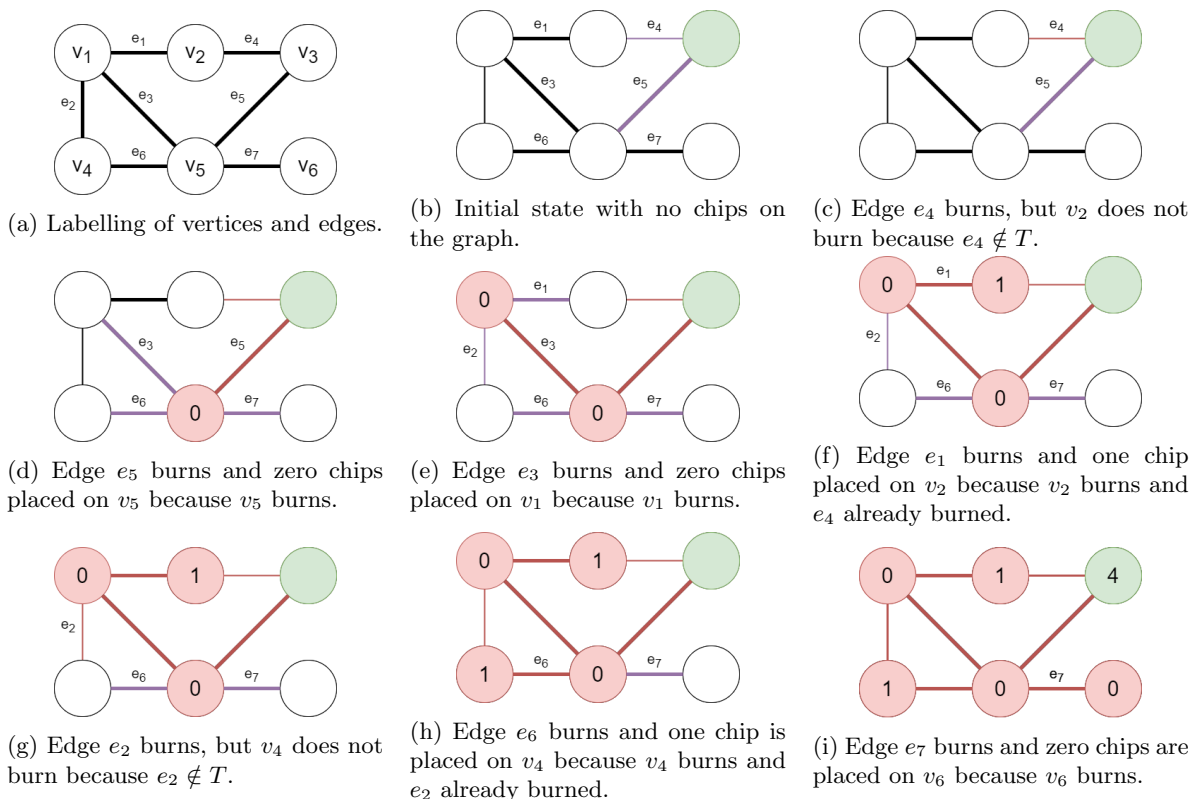 v1 e1 v2 e4 v3
e2 e3 e5
v4 e6 v5 e7 v6
(a) Labelling of vertices and edges.
e1 e4
e3 e5
e6 e7
(b) Initial state with no chips on
the graph.
e4
e5
(c) Edge e4 burns, but v2 does not
burn because e4 ∉ T.
e3 e5
e6 0 e7
(d) Edge e5 burns and zero chips
placed on v5 because v5 burns.
0 e1
e2 e3
e6 0 e7
(e) Edge e3 burns and zero chips
placed on v1 because v1 burns.
0 e1 1
e2
e6 0 e7
(f) Edge e1 burns and one chip
placed on v2 because v2 burns and
e4 already burned.
0 1
e2
e6 0 e7
(g) Edge e2 burns, but v4 does not
burn because e2 ∉ T.
0 1
1 e6 0 e7
(h) Edge e6 burns and one chip is
placed on v4 because v4 burns and
e2 already burned.
0 1 4
1 0 e7 0
(i) Edge e7 burns and zero chips are
placed on v6 because v6 burns.